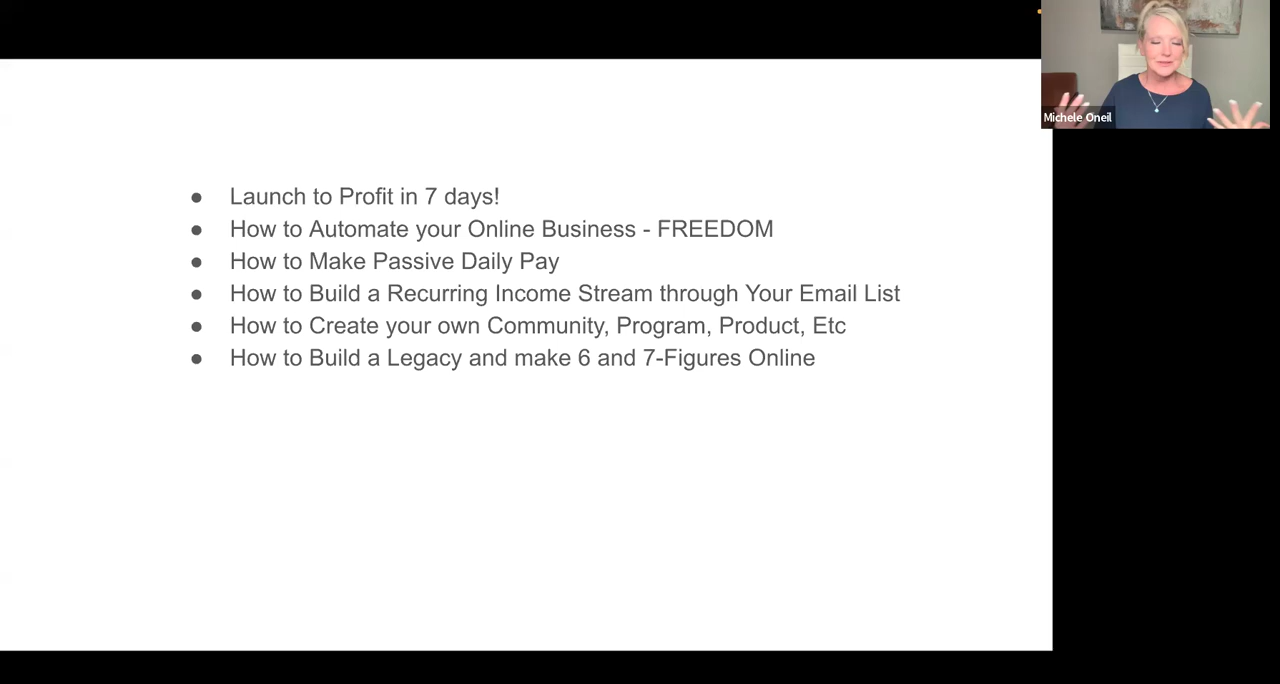 Michele Oneil
● Launch to Profit in 7 days!
● How to Automate your Online Business - FREEDOM
● How to Make Passive Daily Pay
● How to Build a Recurring Income Stream through Your Email List
● How to Create your own Community, Program, Product, Etc
● How to Build a Legacy and make 6 and 7-Figures Online